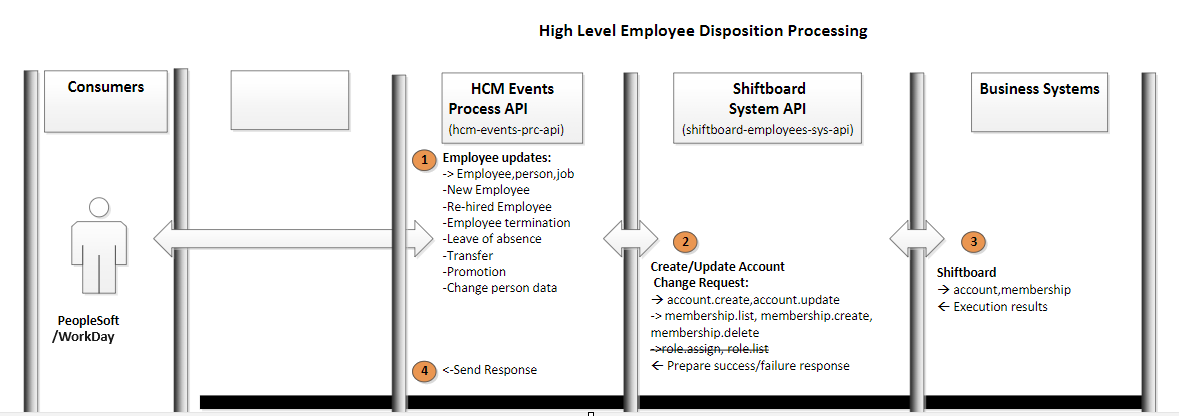 High Level Employee Disposition Processing
Consumers
HCM Events
Process API
(hcm-events-prc-api)
Shiftboard
System API
(shiftboard-employees-sys-api)
Business Systems
1
Employee updates:
-> Employee,person,job
-New Employee
-Re-hired Employee
-Employee termination
-Leave of absence
-Transfer
-Promotion
-Change person data
PeopleSoft
/WorkDay
2
Create/Update Account
Change Request:
→ account.create,account.update
-> membership.list, membership.create,
membership.delete
->role.assign, role.list
← Prepare success/failure response
3
Shiftboard
→ account,membership
← Execution results
4
<-Send Response